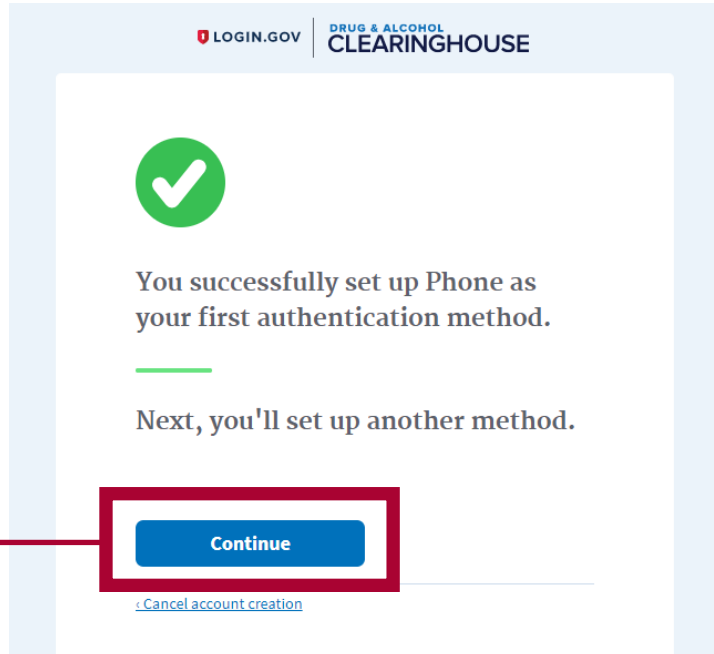 LOGIN.GOV
DRUG & ALCOHOL
CLEARINGHOUSE
You successfully set up Phone as
your first authentication method.
Next, you'll set up another method.
Continue
‹ Cancel account creation